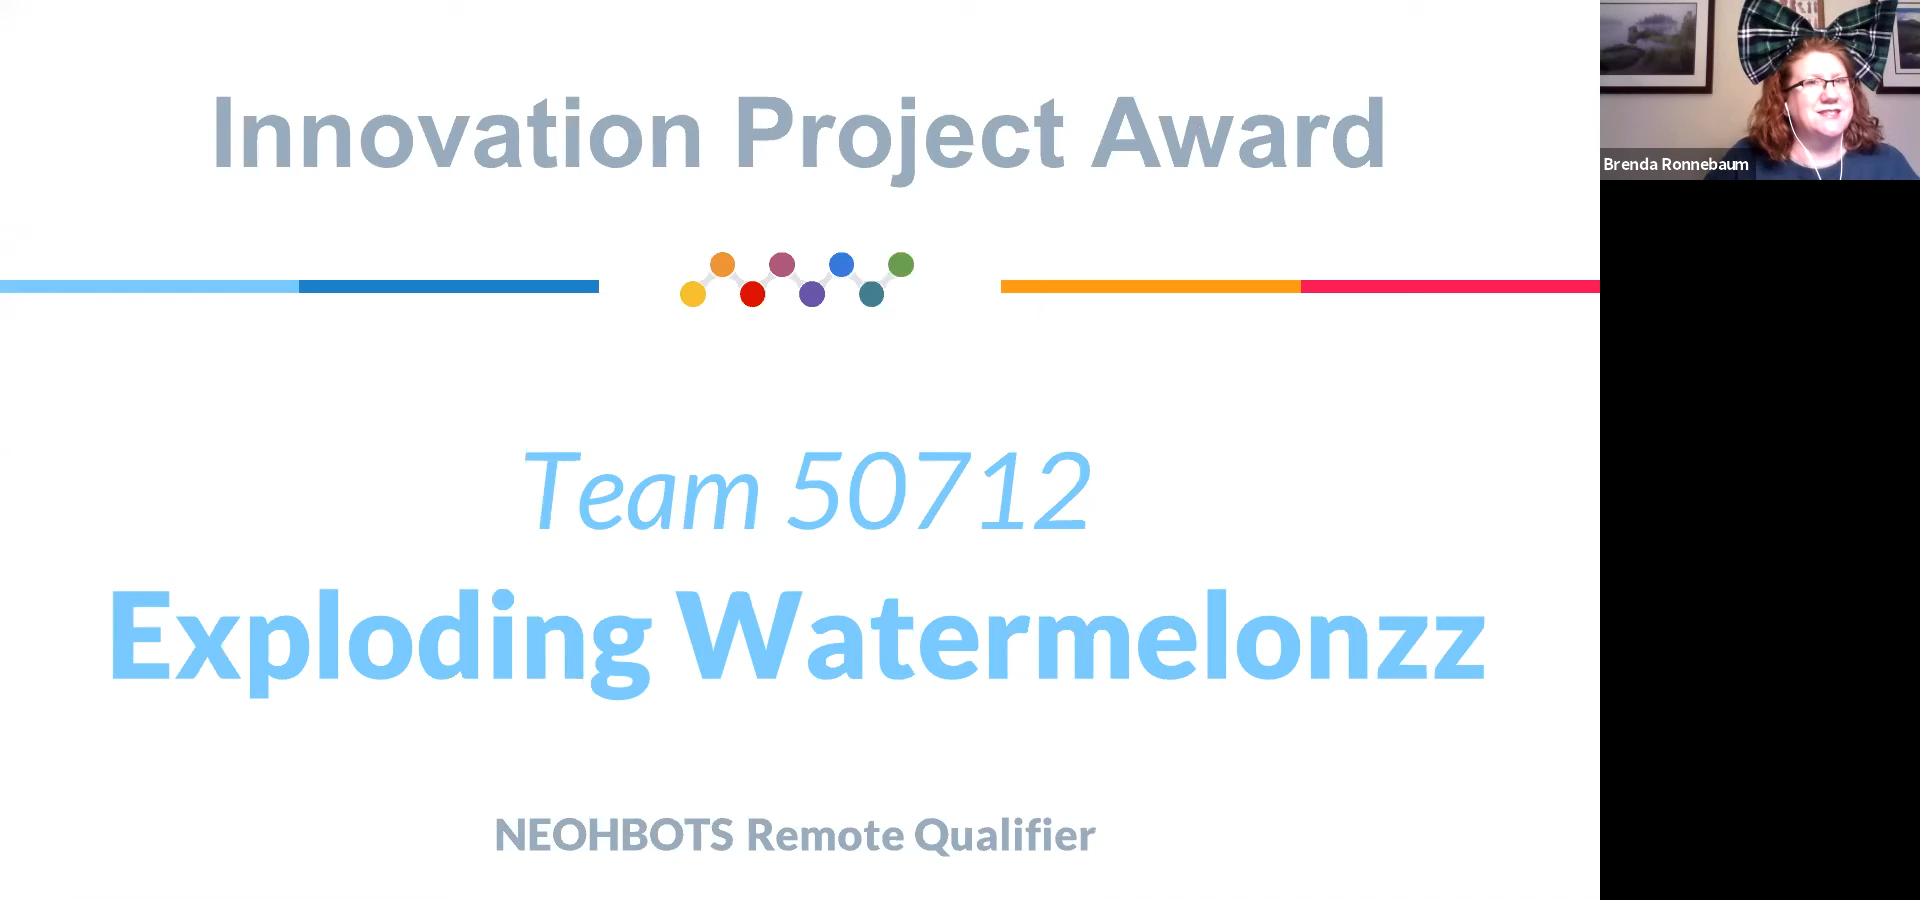 Innovation Project Award
Brenda Ronnebaum
Team 50712
Exploding Watermelonzz
NEOHBOTS Remote Qualifier